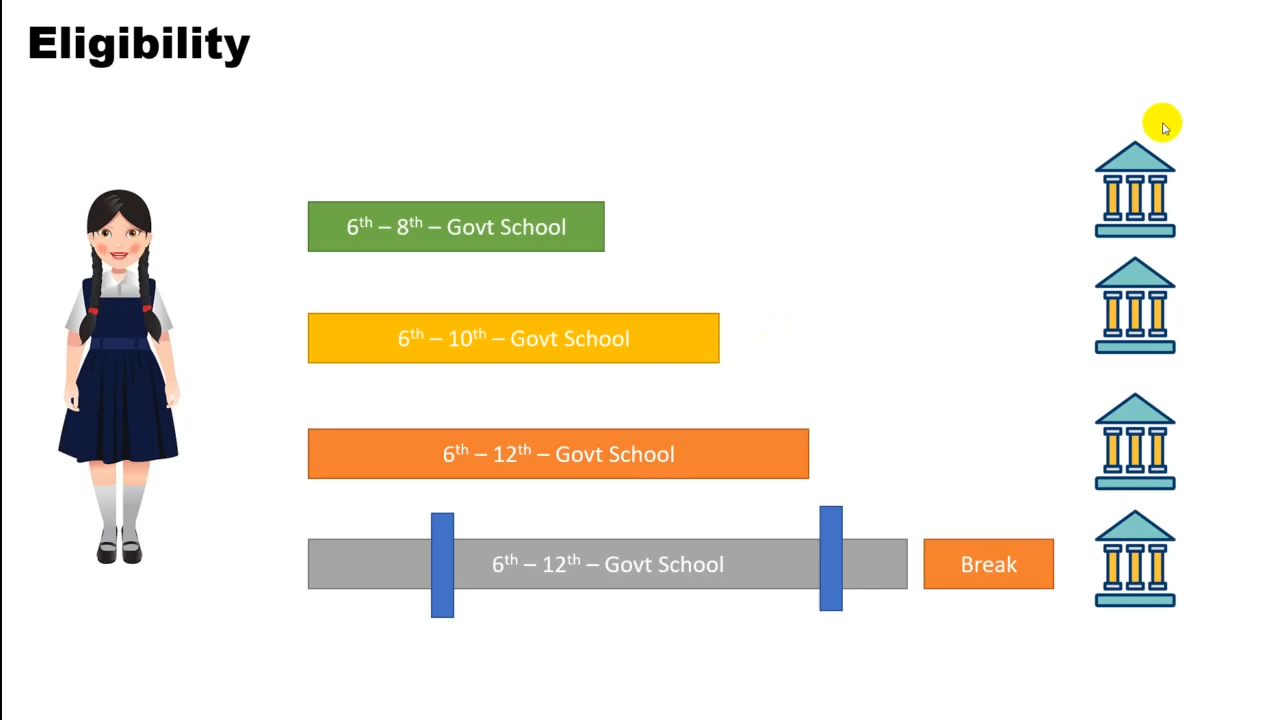 Eligibility
6th – 8th – Govt School
6th – 10th – Govt School
6th – 12th – Govt School
6th – 12th – Govt School
Break